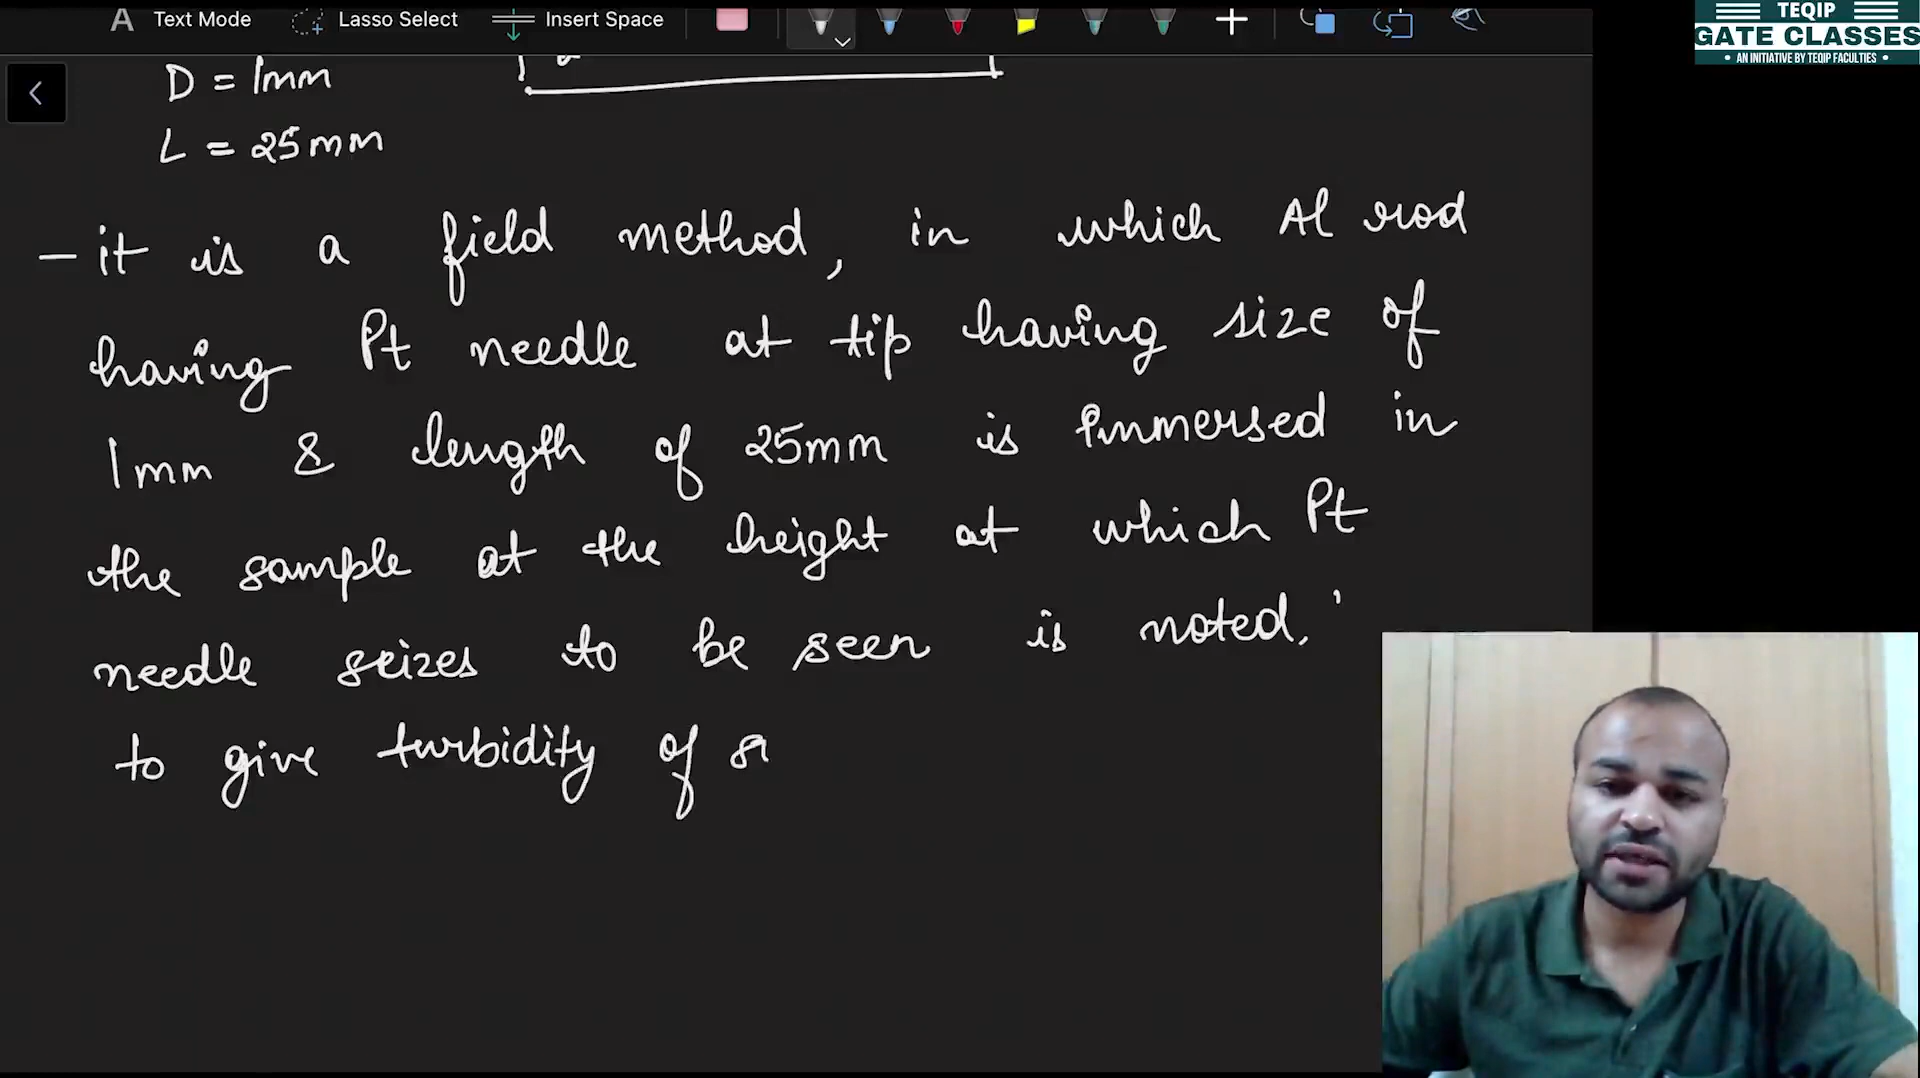 Text Mode Lasso Select Insert Space
TEQIP
GATE CLASSES
• AN INITIATIVE BY TEQIP FACULTIES •
D = 1mm
L = 25mm
- it is a field method, in which Al rod
having Pt needle at tip having size of
1mm & length of 25mm is immersed in
the sample at the height at which Pt
needle seizes to be seen is noted,
to give turbidity of sa